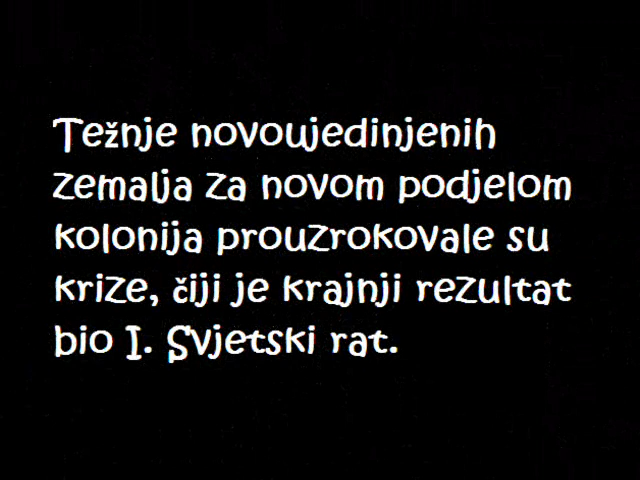 Težnje novoujedinjenih
zemalja za novom podjelom
kolonija prouzrokovale su
krize, čiji je krajnji rezultat
bio I. Svjetski rat.